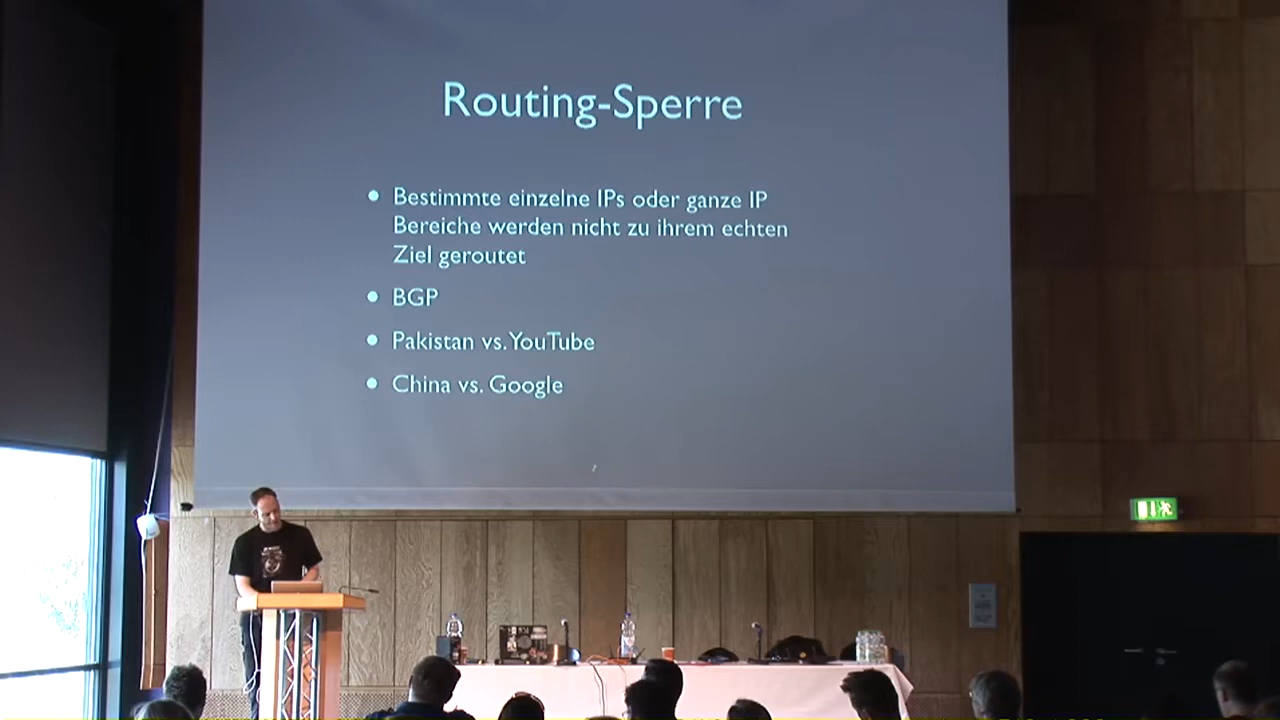 Routing-Sperre
• Bestimmte einzelne IPs oder ganze IP
Bereiche werden nicht zu ihrem echten
Ziel geroutet
• BGP
• Pakistan vs. YouTube
• China vs. Google